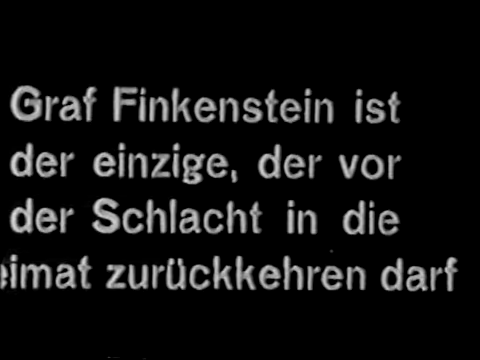 Graf Finkenstein ist
der einzige, der vor
der Schlacht in die
eimat zurückkehren darf